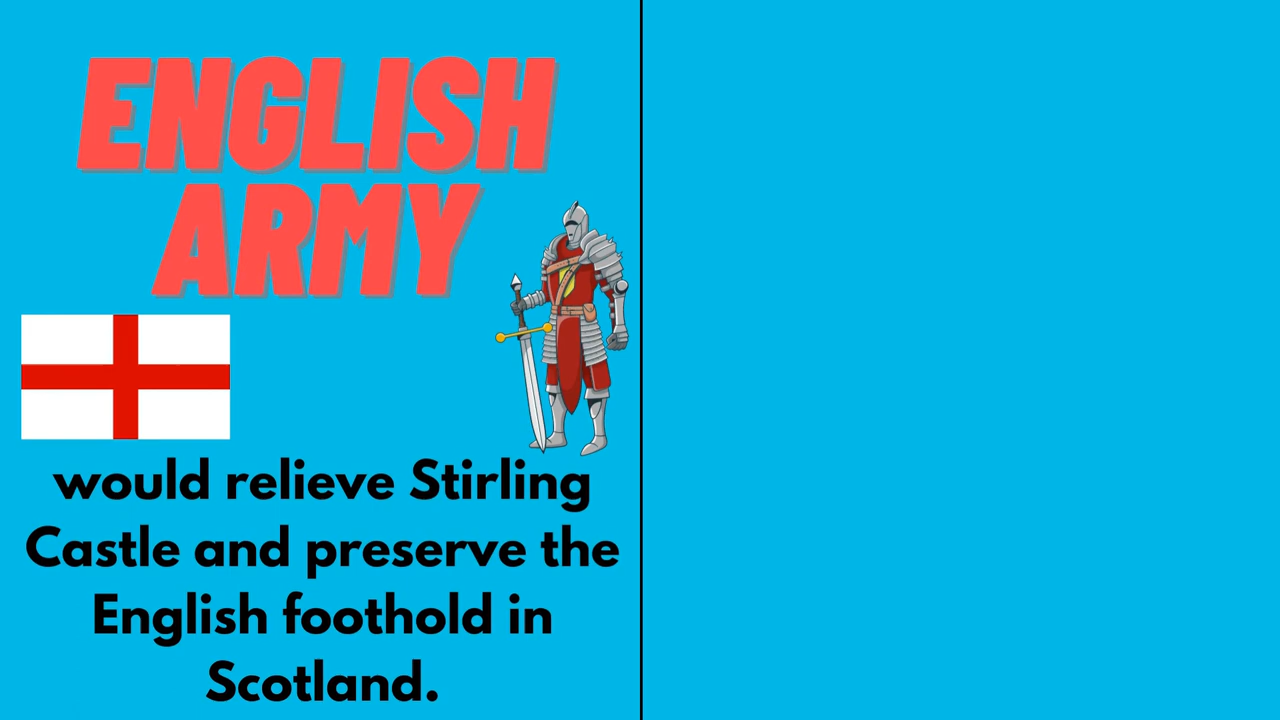 ENGLISH
ARMY
would relieve Stirling
Castle and preserve the
English foothold in
Scotland.